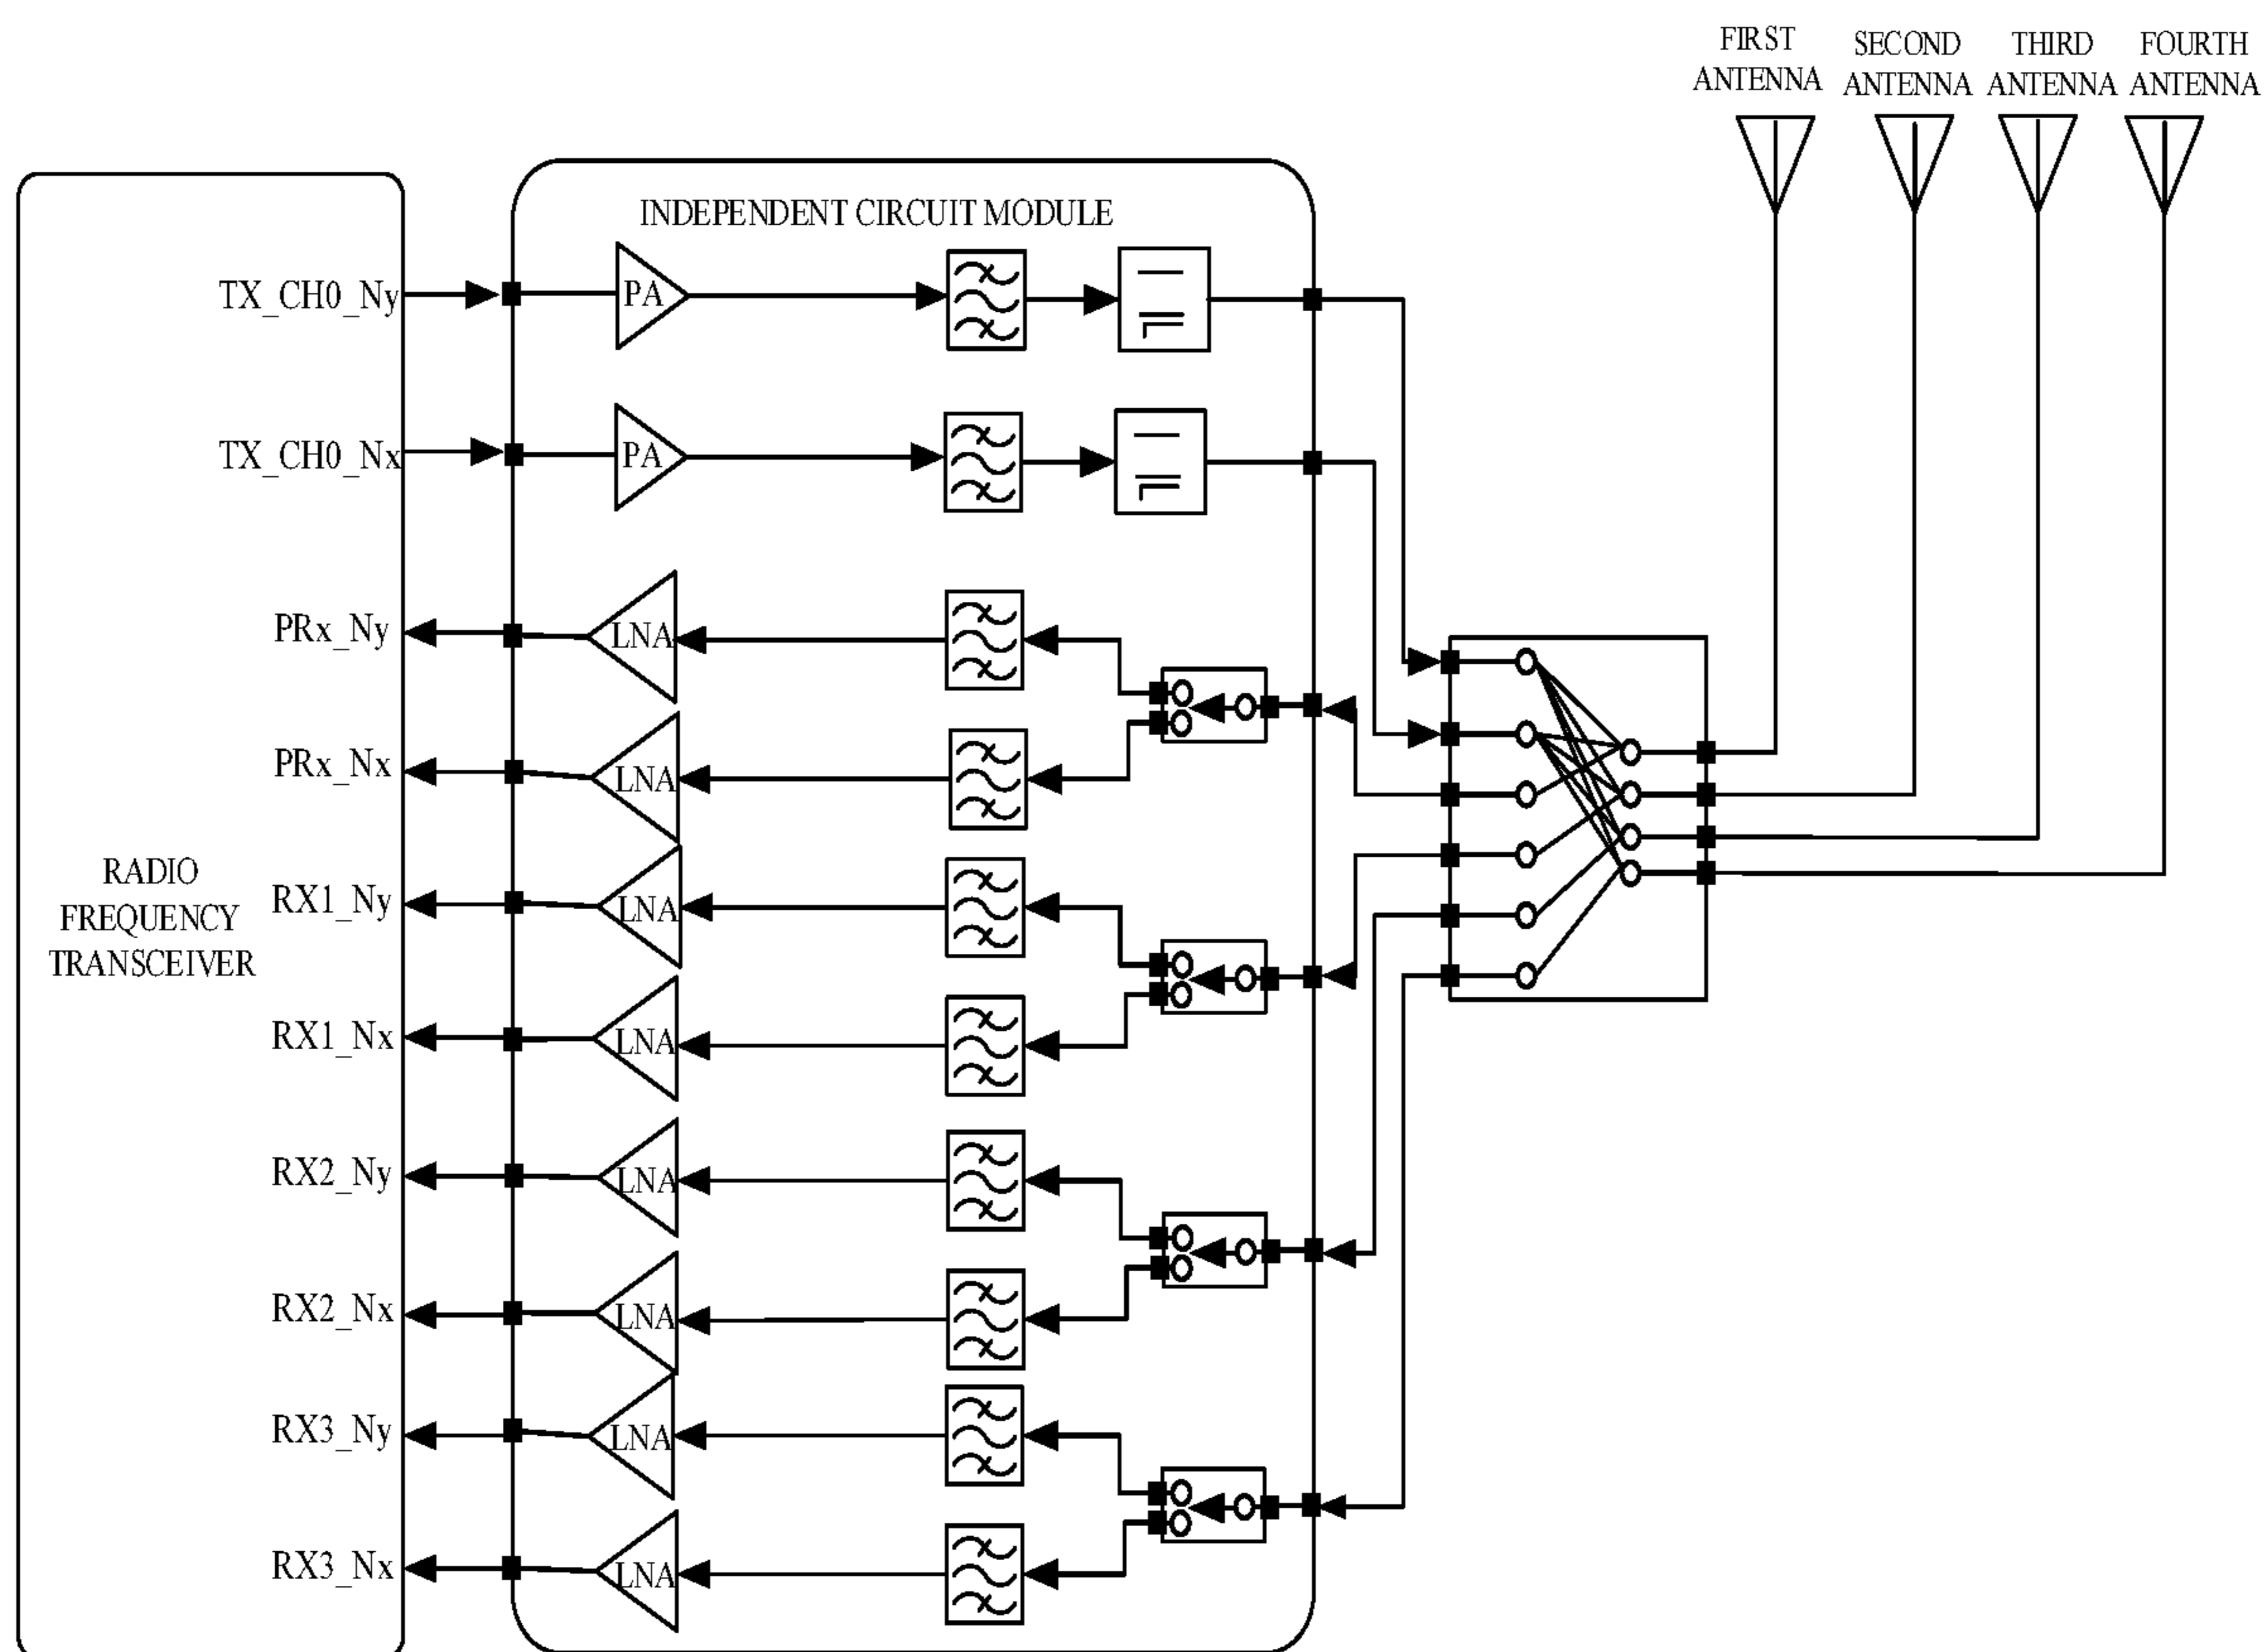 FIRST
ANTENNA
SECOND
ANTENNA
THIRD
ANTENNA
FOURTH
ANTENNA
INDEPENDENT CIRCUIT MODULE
TX_CH0_Ny
PA
TX_CH0_Nx
PA
PRx_Ny
LNA
PRx_Nx
LNA
RADIO
FREQUENCY
TRANSCEIVER
RX1_Ny
LNA
RX1_Nx
LNA
RX2_Ny
LNA
RX2_Nx
LNA
RX3_Ny
LNA
RX3_Nx
LNA